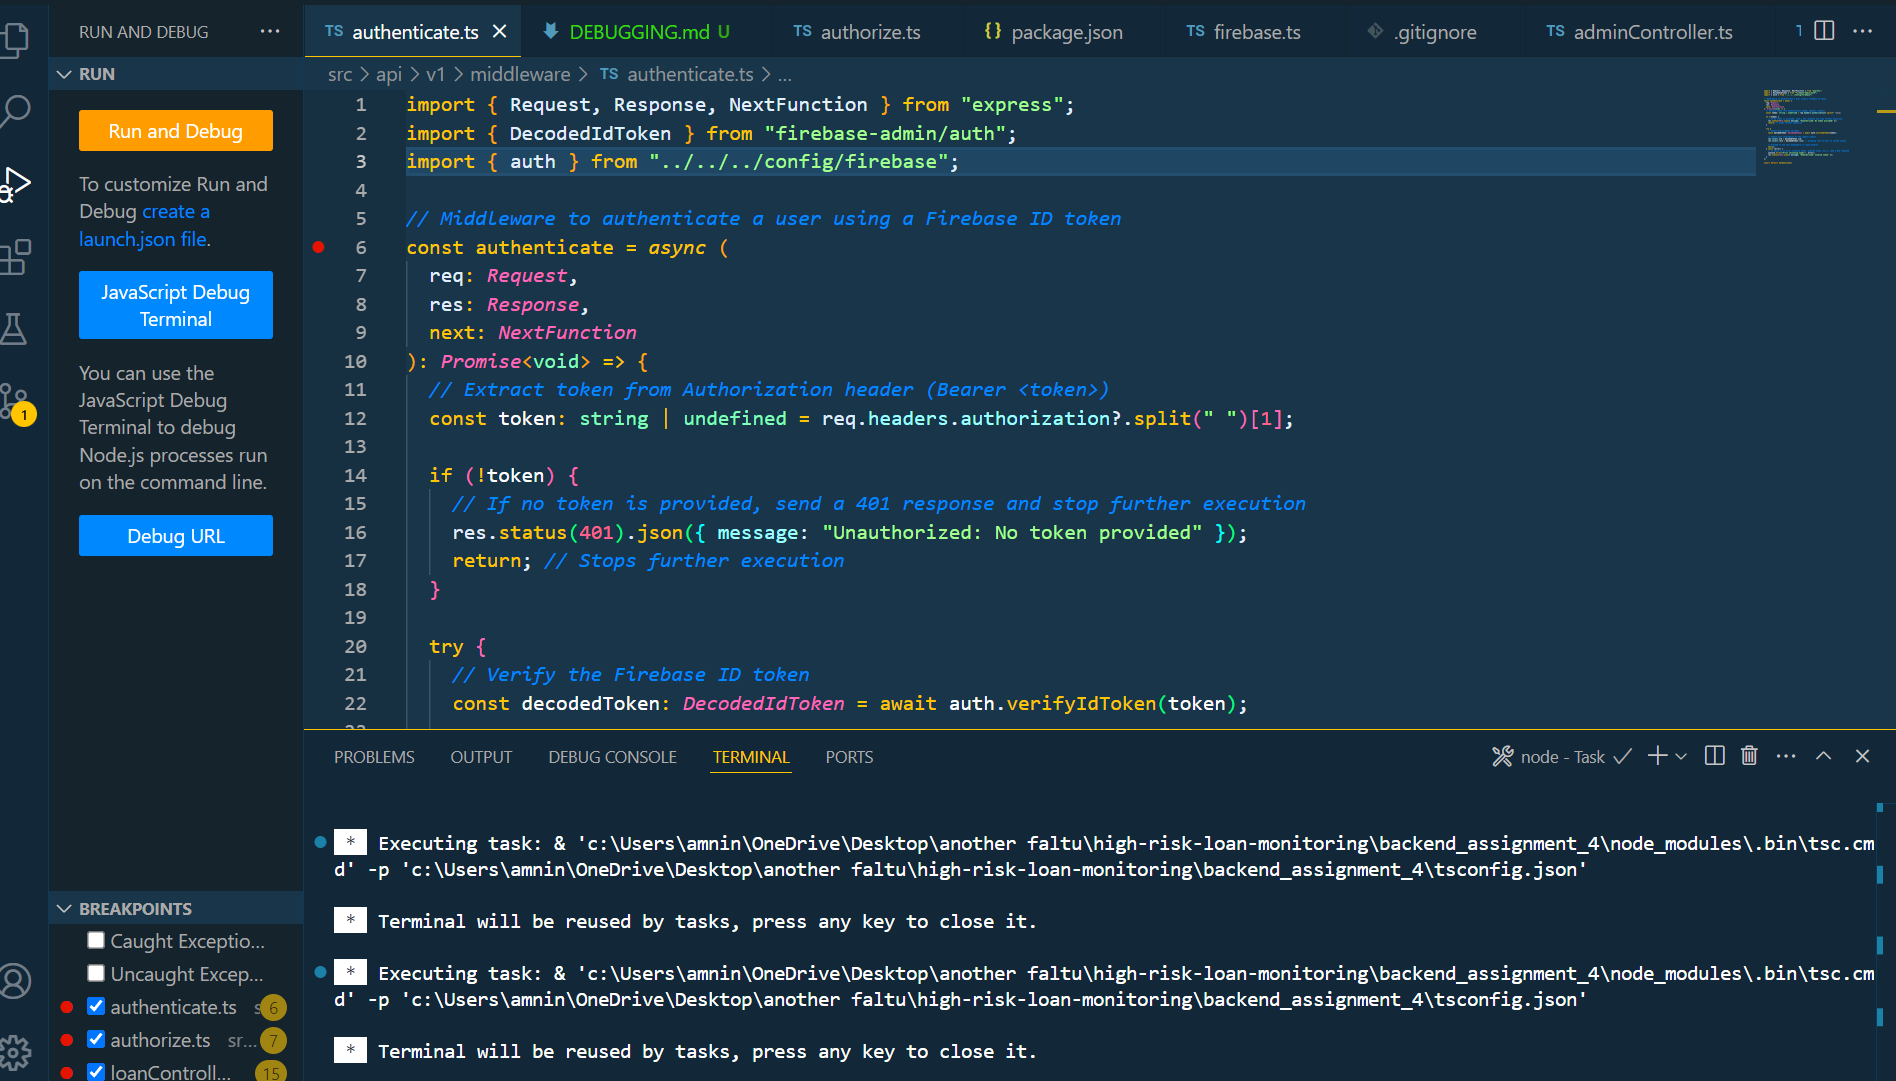 RUN AND DEBUG ···
TS authenticate.ts ×
DEBUGGING.md U
TS authorize.ts
{} package.json
TS firebase.ts
.gitignore
TS adminController.ts
RUN
Run and Debug
To customize Run and
Debug create a
launch.json file.
JavaScript Debug
Terminal
You can use the
JavaScript Debug
Terminal to debug
Node.js processes run
on the command line.
Debug URL
1
src > api > v1 > middleware > TS authenticate.ts > ...
1 import { Request, Response, NextFunction } from "express";
2 import { DecodedIdToken } from "firebase-admin/auth";
3 import { auth } from "../../../config/firebase";
4
5 // Middleware to authenticate a user using a Firebase ID token
6 const authenticate = async (
7 req: Request,
8 res: Response,
9 next: NextFunction
10 ): Promise<void> => {
11 // Extract token from Authorization header (Bearer <token>)
12 const token: string | undefined = req.headers.authorization?.split(" ")[1];
13
14 if (!token) {
15 // If no token is provided, send a 401 response and stop further execution
16 res.status(401).json({ message: "Unauthorized: No token provided" });
17 return; // Stops further execution
18 }
19
20 try {
21 // Verify the Firebase ID token
22 const decodedToken: DecodedIdToken = await auth.verifyIdToken(token);
PROBLEMS OUTPUT DEBUG CONSOLE TERMINAL PORTS
node - Task
* Executing task: & 'c:\Users\amnin\OneDrive\Desktop\another faltu\high-risk-loan-monitoring\backend_assignment_4\node_modules\.bin\tsc.cm
d' -p 'c:\Users\amnin\OneDrive\Desktop\another faltu\high-risk-loan-monitoring\backend_assignment_4\tsconfig.json'
* Terminal will be reused by tasks, press any key to close it.
* Executing task: & 'c:\Users\amnin\OneDrive\Desktop\another faltu\high-risk-loan-monitoring\backend_assignment_4\node_modules\.bin\tsc.cm
d' -p 'c:\Users\amnin\OneDrive\Desktop\another faltu\high-risk-loan-monitoring\backend_assignment_4\tsconfig.json'
* Terminal will be reused by tasks, press any key to close it.
BREAKPOINTS
Caught Exceptio...
Uncaught Excep...
authenticate.ts s 6
authorize.ts sr... 7
loanControll... 15